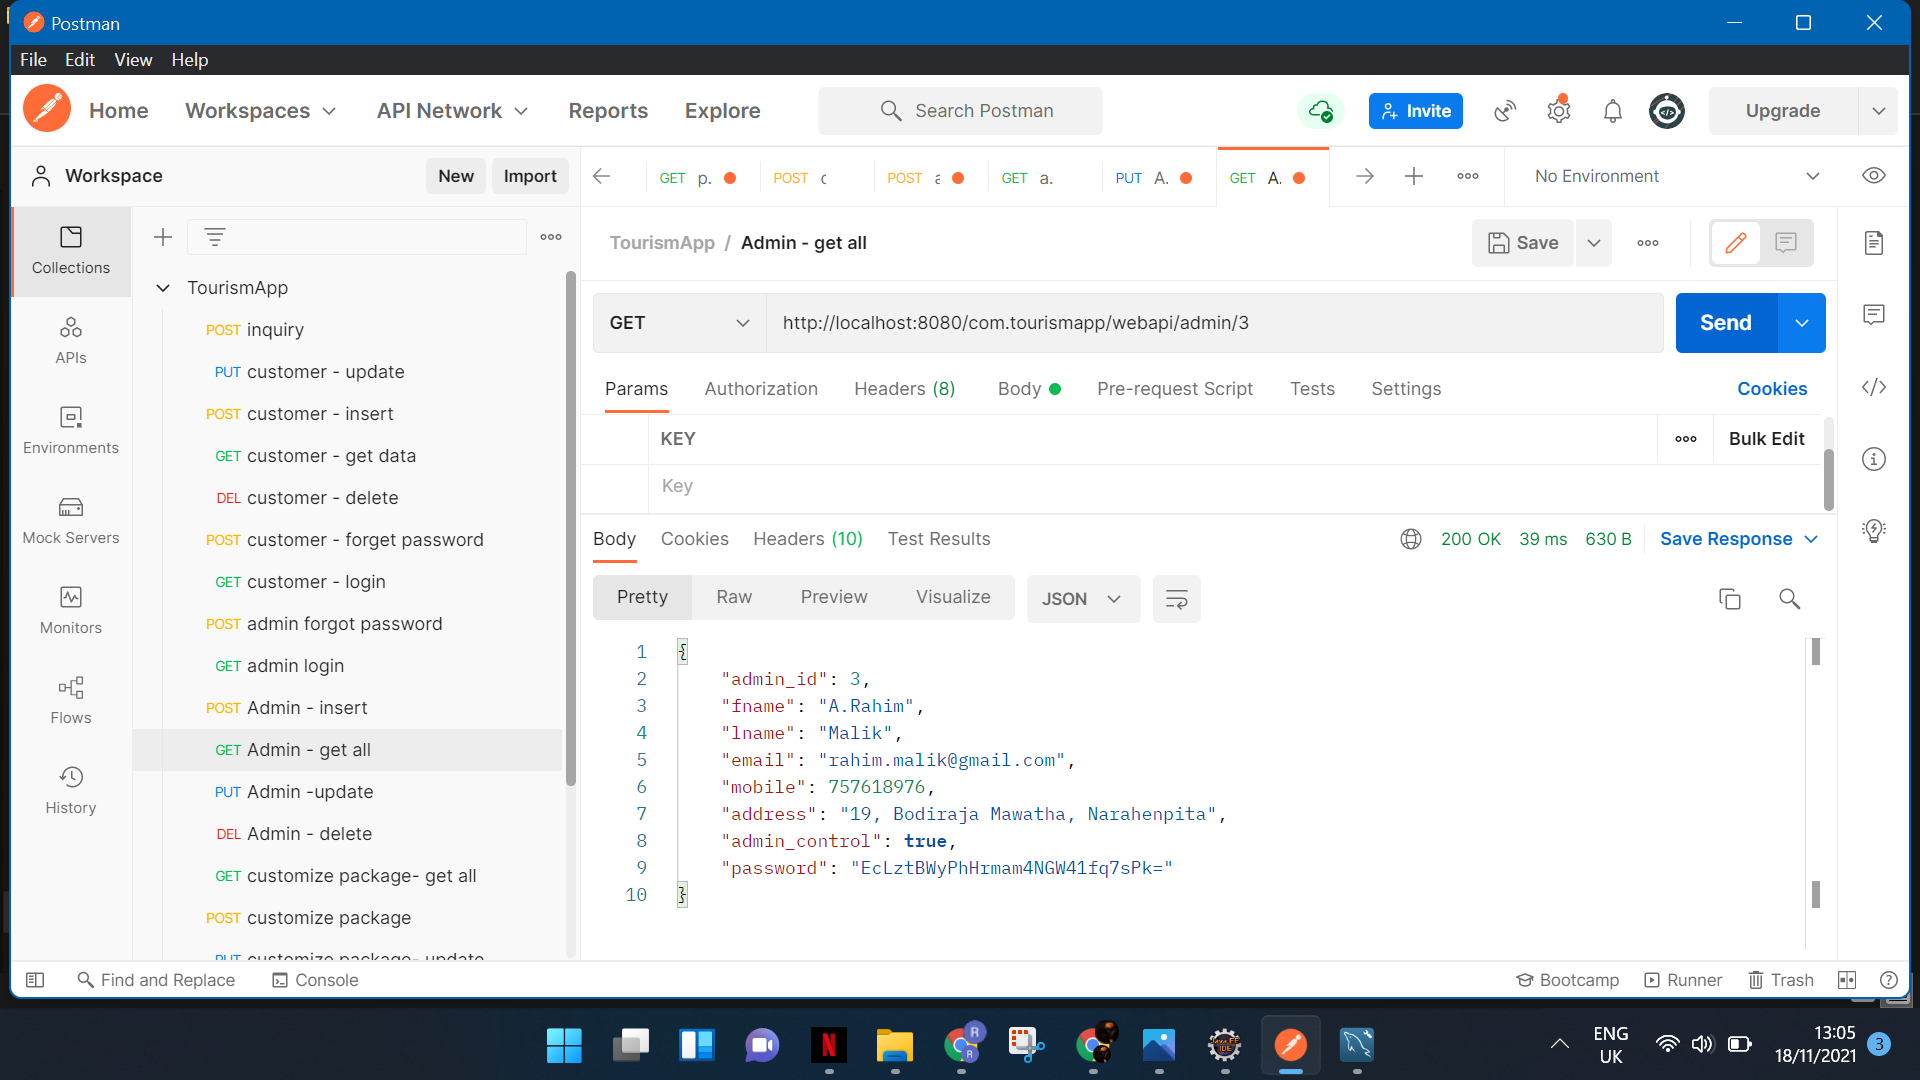 Postman
File Edit View Help
Home Workspaces API Network Reports Explore Search Postman Invite Upgrade
Workspace New Import GET p. POST c POST a GET a. PUT A. GET A. No Environment
Collections
APIs
Environments
Mock Servers
Monitors
Flows
History
TourismApp
POST inquiry
PUT customer - update
POST customer - insert
GET customer - get data
DEL customer - delete
POST customer - forget password
GET customer - login
POST admin forgot password
GET admin login
POST Admin - insert
GET Admin - get all
PUT Admin -update
DEL Admin - delete
GET customize package- get all
POST customize package
PUT customize package- update
TourismApp / Admin - get all Save
GET http://localhost:8080/com.tourismapp/webapi/admin/3 Send
Params Authorization Headers (8) Body Pre-request Script Tests Settings Cookies
KEY Bulk Edit
Key
Body Cookies Headers (10) Test Results 200 OK 39 ms 630 B Save Response
Pretty Raw Preview Visualize JSON
1 {
2 "admin_id": 3,
3 "fname": "A.Rahim",
4 "lname": "Malik",
5 "email": "rahim.malik@gmail.com",
6 "mobile": 757618976,
7 "address": "19, Bodiraja Mawatha, Narahenpita",
8 "admin_control": true,
9 "password": "EcLztBWyPhHrmam4NGW41fq7sPk="
10 }
Find and Replace Console Bootcamp Runner Trash
ENG
UK
13:05
18/11/2021
3